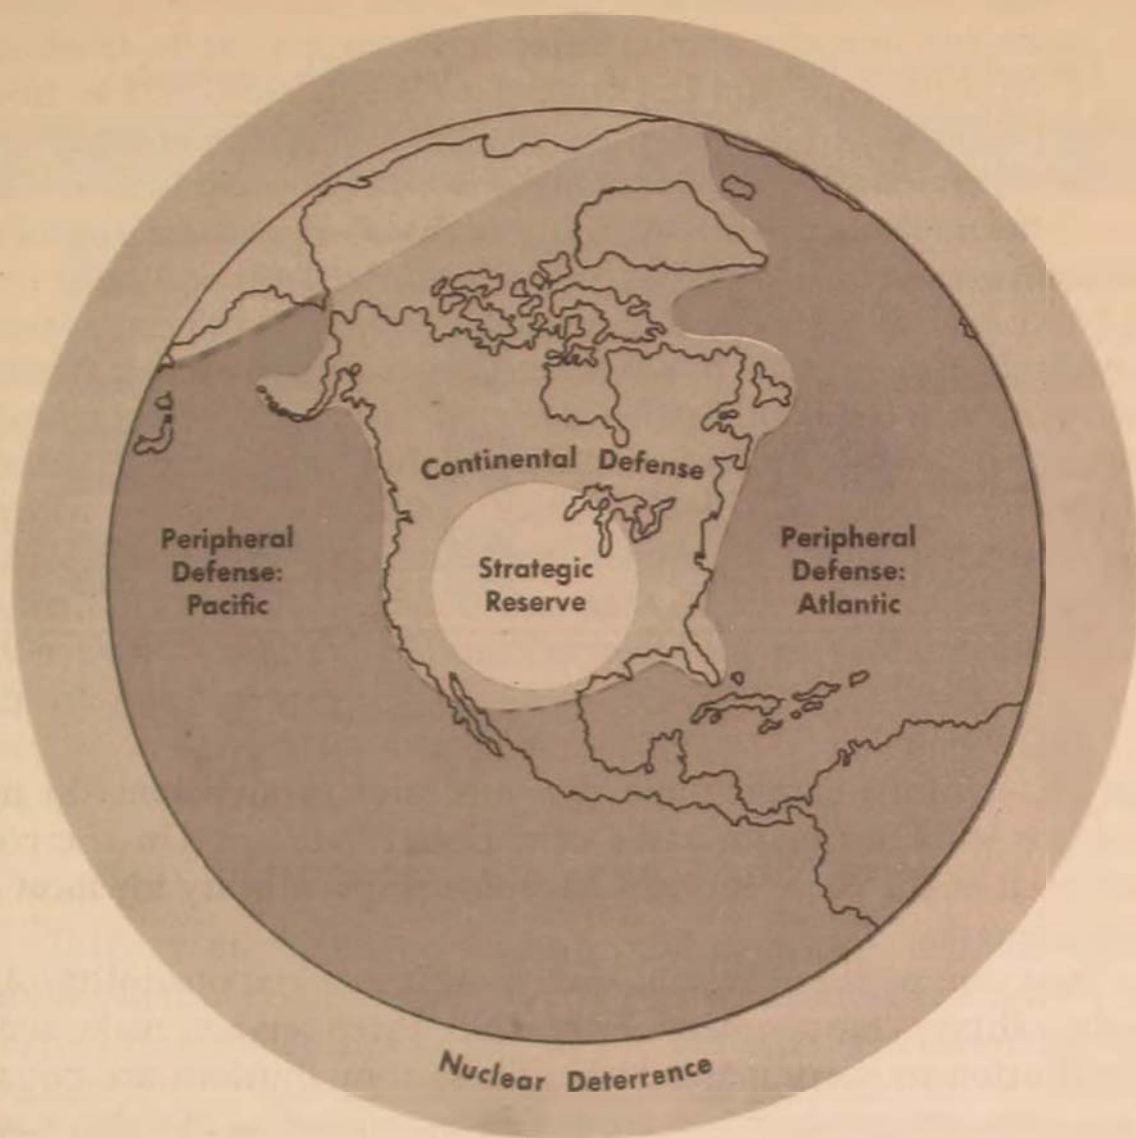 Continental Defense
Peripheral
Defense:
Pacific
Strategic
Reserve
Peripheral
Defense:
Atlantic
Nuclear Deterrence